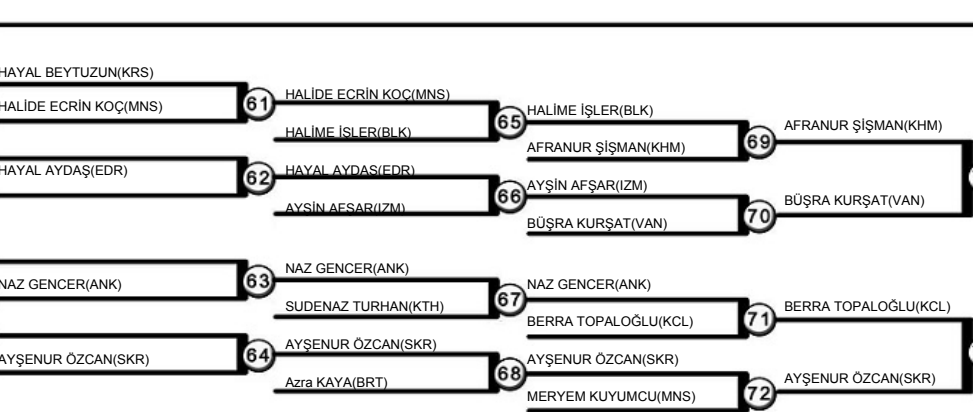 HAYAL BEYTUZUN(KRS)
HALİDE ECRİN KOÇ(MNS)
61
HALİDE ECRİN KOÇ(MNS)
HALİME İŞLER(BLK)
65
HALİME İŞLER(BLK)
AFRANUR ŞİŞMAN(KHM)
69
AFRANUR ŞİŞMAN(KHM)
HAYAL AYDAŞ(EDR)
62
HAYAL AYDAŞ(EDR)
AYŞİN AFŞAR(IZM)
66
AYŞİN AFŞAR(IZM)
BÜŞRA KURŞAT(VAN)
70
BÜŞRA KURŞAT(VAN)
NAZ GENCER(ANK)
63
NAZ GENCER(ANK)
SUDENAZ TURHAN(KTH)
67
NAZ GENCER(ANK)
BERRA TOPALOĞLU(KCL)
71
BERRA TOPALOĞLU(KCL)
AYŞENUR ÖZCAN(SKR)
64
AYŞENUR ÖZCAN(SKR)
Azra KAYA(BRT)
68
AYŞENUR ÖZCAN(SKR)
MERYEM KUYUMCU(MNS)
72
AYŞENUR ÖZCAN(SKR)